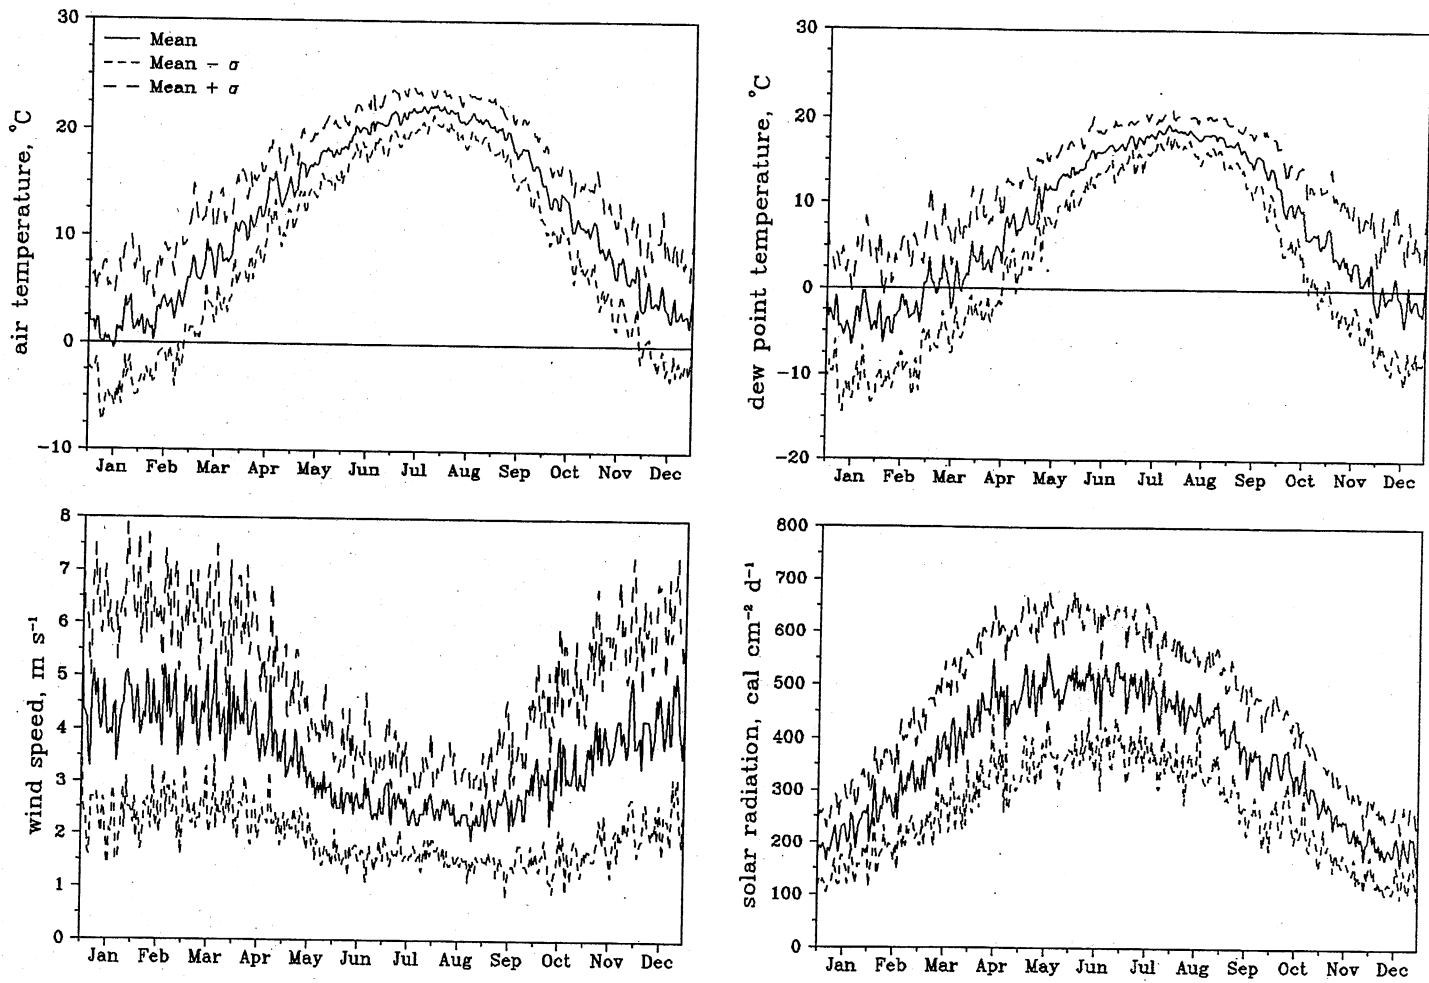 30
20
10
0
-10
air temperature, °C
Mean
Mean - σ
Mean + σ
Jan Feb Mar Apr May Jun Jul Aug Sep Oct Nov Dec
30
20
10
0
-10
-20
dew point temperature, °C
Jan Feb Mar Apr May Jun Jul Aug Sep Oct Nov Dec
8
7
6
5
4
3
2
1
0
wind speed, m s⁻¹
Jan Feb Mar Apr May Jun Jul Aug Sep Oct Nov Dec
800
700
600
500
400
300
200
100
0
solar radiation, cal cm⁻² d⁻¹
Jan Feb Mar Apr May Jun Jul Aug Sep Oct Nov Dec